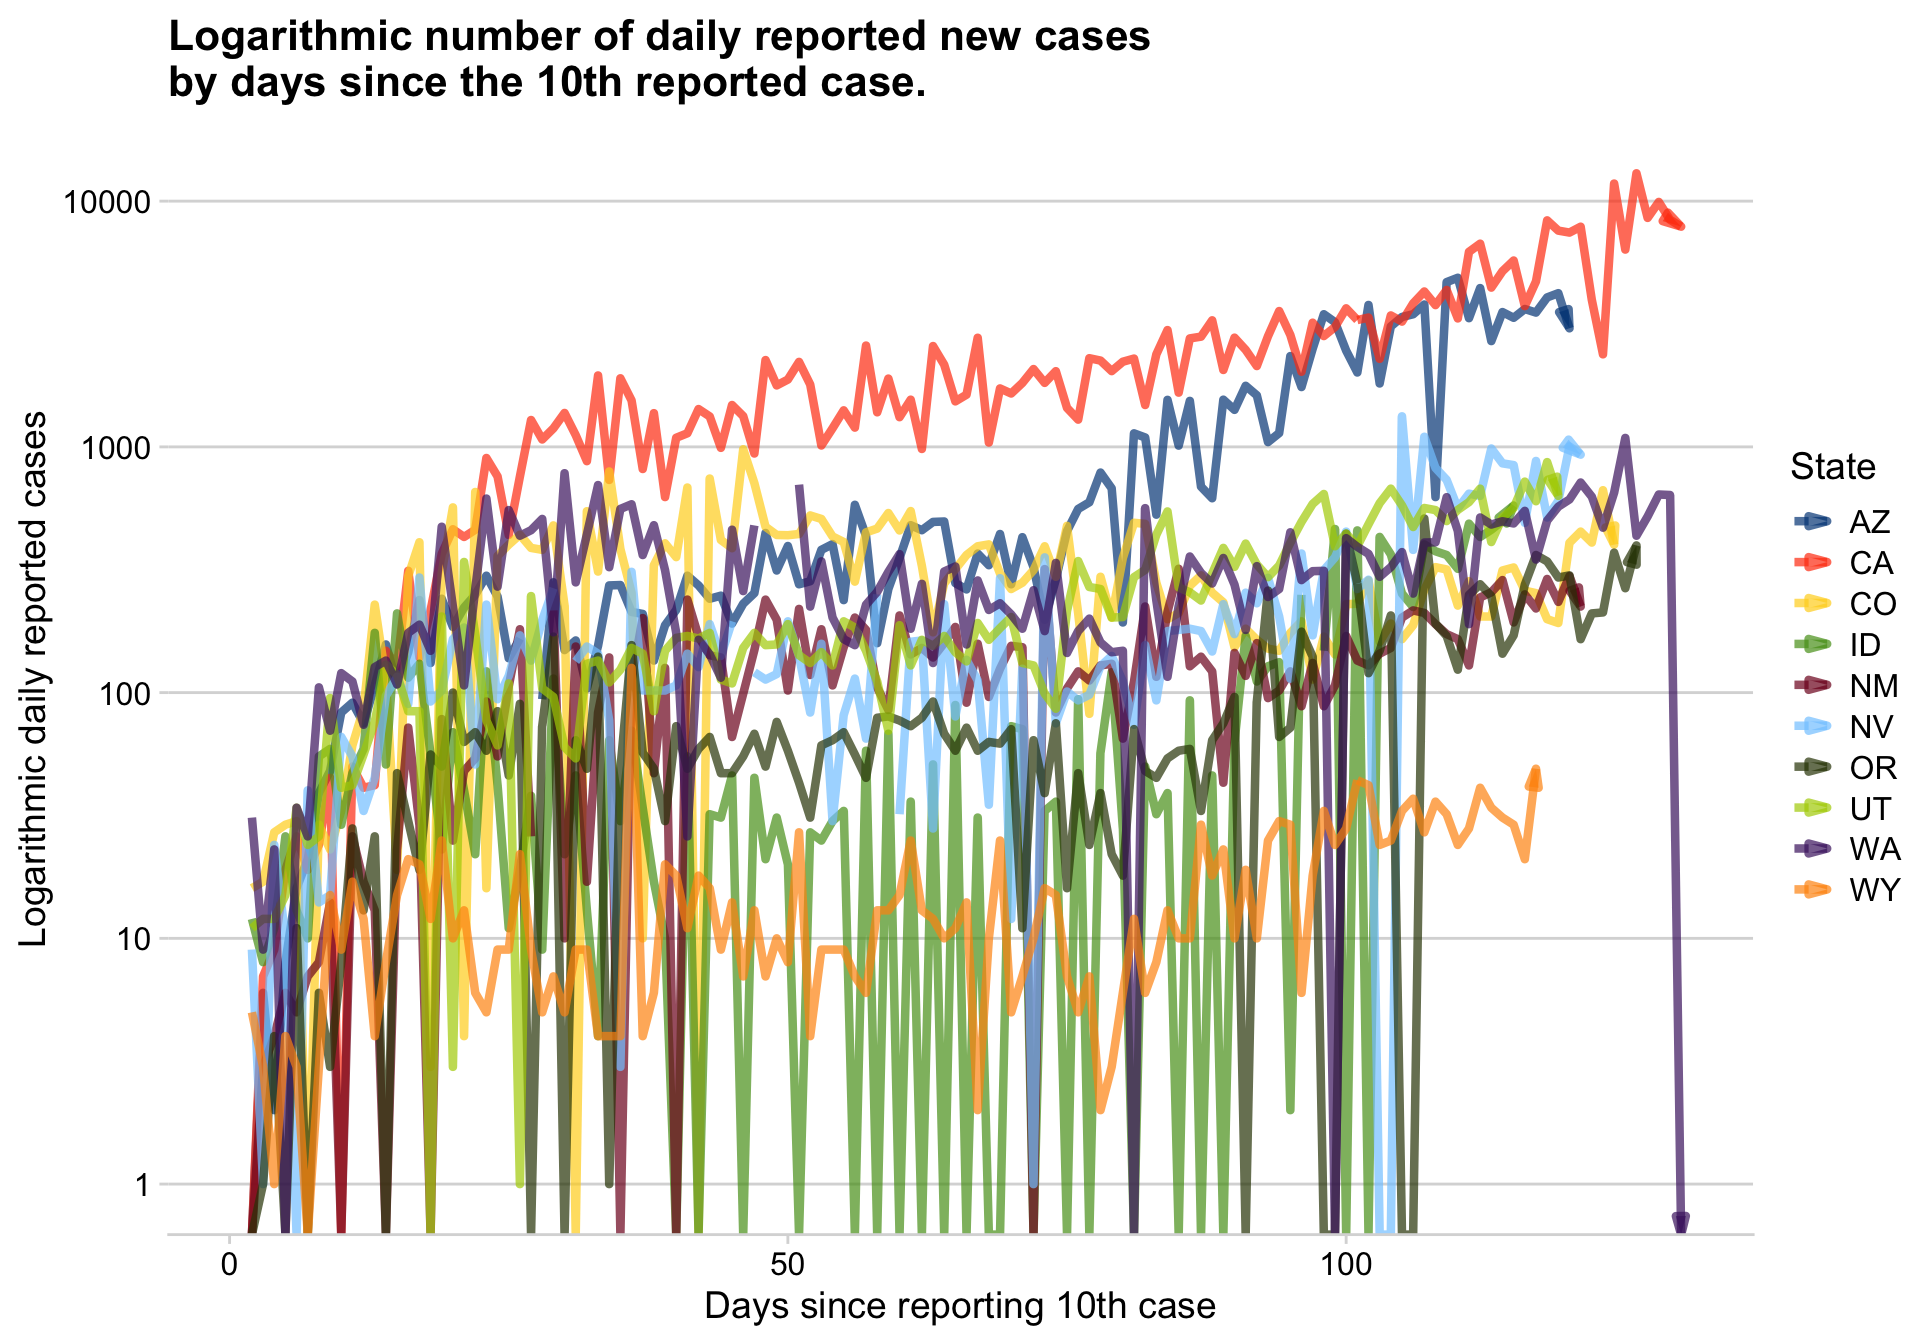 Logarithmic number of daily reported new cases
by days since the 10th reported case.
10000
1000
100
10
1
Logarithmic daily reported cases
0
50
100
Days since reporting 10th case
State
AZ
CA
CO
ID
NM
NV
OR
UT
WA
WY